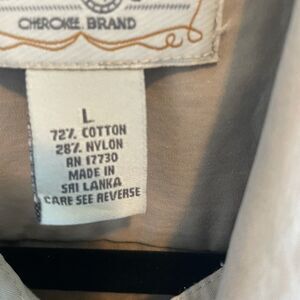 CHEROKEE BRAND
L
72% COTTON
28% NYLON
RN 17730
MADE IN
SRI LANKA
CARE SEE REVERSE